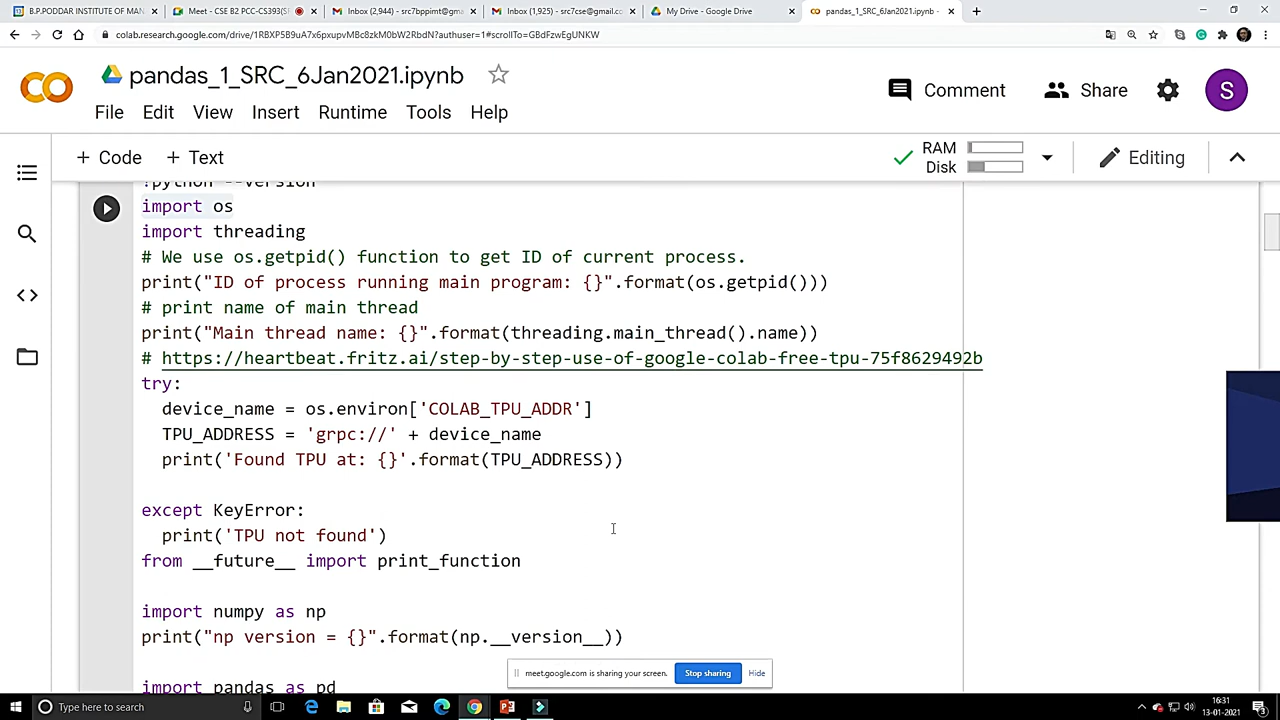 B.P.PODDAR INSTITUTE OF MAN
Meet - CSE B2 PCC-CS393(S
Inbox (2,944) - src7bppimt@gma
Inbox (1,925) - src7cse@gmail.co
My Drive - Google Drive
pandas_1_SRC_6Jan2021.ipynb -
colab.research.google.com/drive/1RBXP5B9uA7x6pxupvMBc8zkM0bW2RbdN?authuser=1#scrollTo=GBdFzwEgUNKW
pandas_1_SRC_6Jan2021.ipynb
Comment
Share
S
File Edit View Insert Runtime Tools Help
+ Code + Text
RAM
Disk
Editing
!python --version
import os
import threading
# We use os.getpid() function to get ID of current process.
print("ID of process running main program: {}".format(os.getpid()))
# print name of main thread
print("Main thread name: {}".format(threading.main_thread().name))
# https://heartbeat.fritz.ai/step-by-step-use-of-google-colab-free-tpu-75f8629492b
try:
device_name = os.environ['COLAB_TPU_ADDR']
TPU_ADDRESS = 'grpc://' + device_name
print('Found TPU at: {}'.format(TPU_ADDRESS))
except KeyError:
print('TPU not found')
from __future__ import print_function
import numpy as np
print("np version = {}".format(np.__version__))
import pandas as pd
meet.google.com is sharing your screen.
Stop sharing
Hide
Type here to search
16:31
13-01-2021